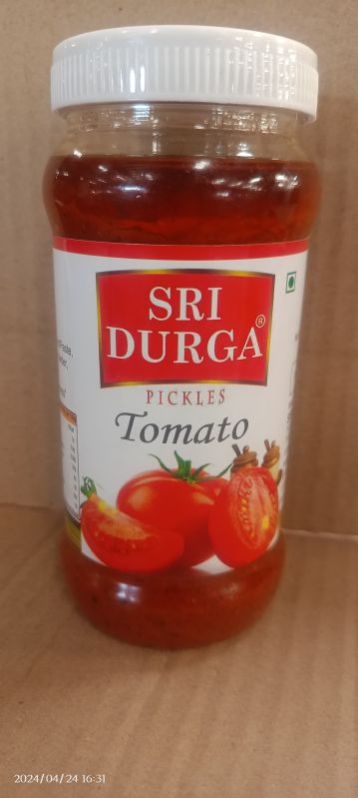 SRI
DURGA®
PICKLES
Tomato
2024/04/24 16:31